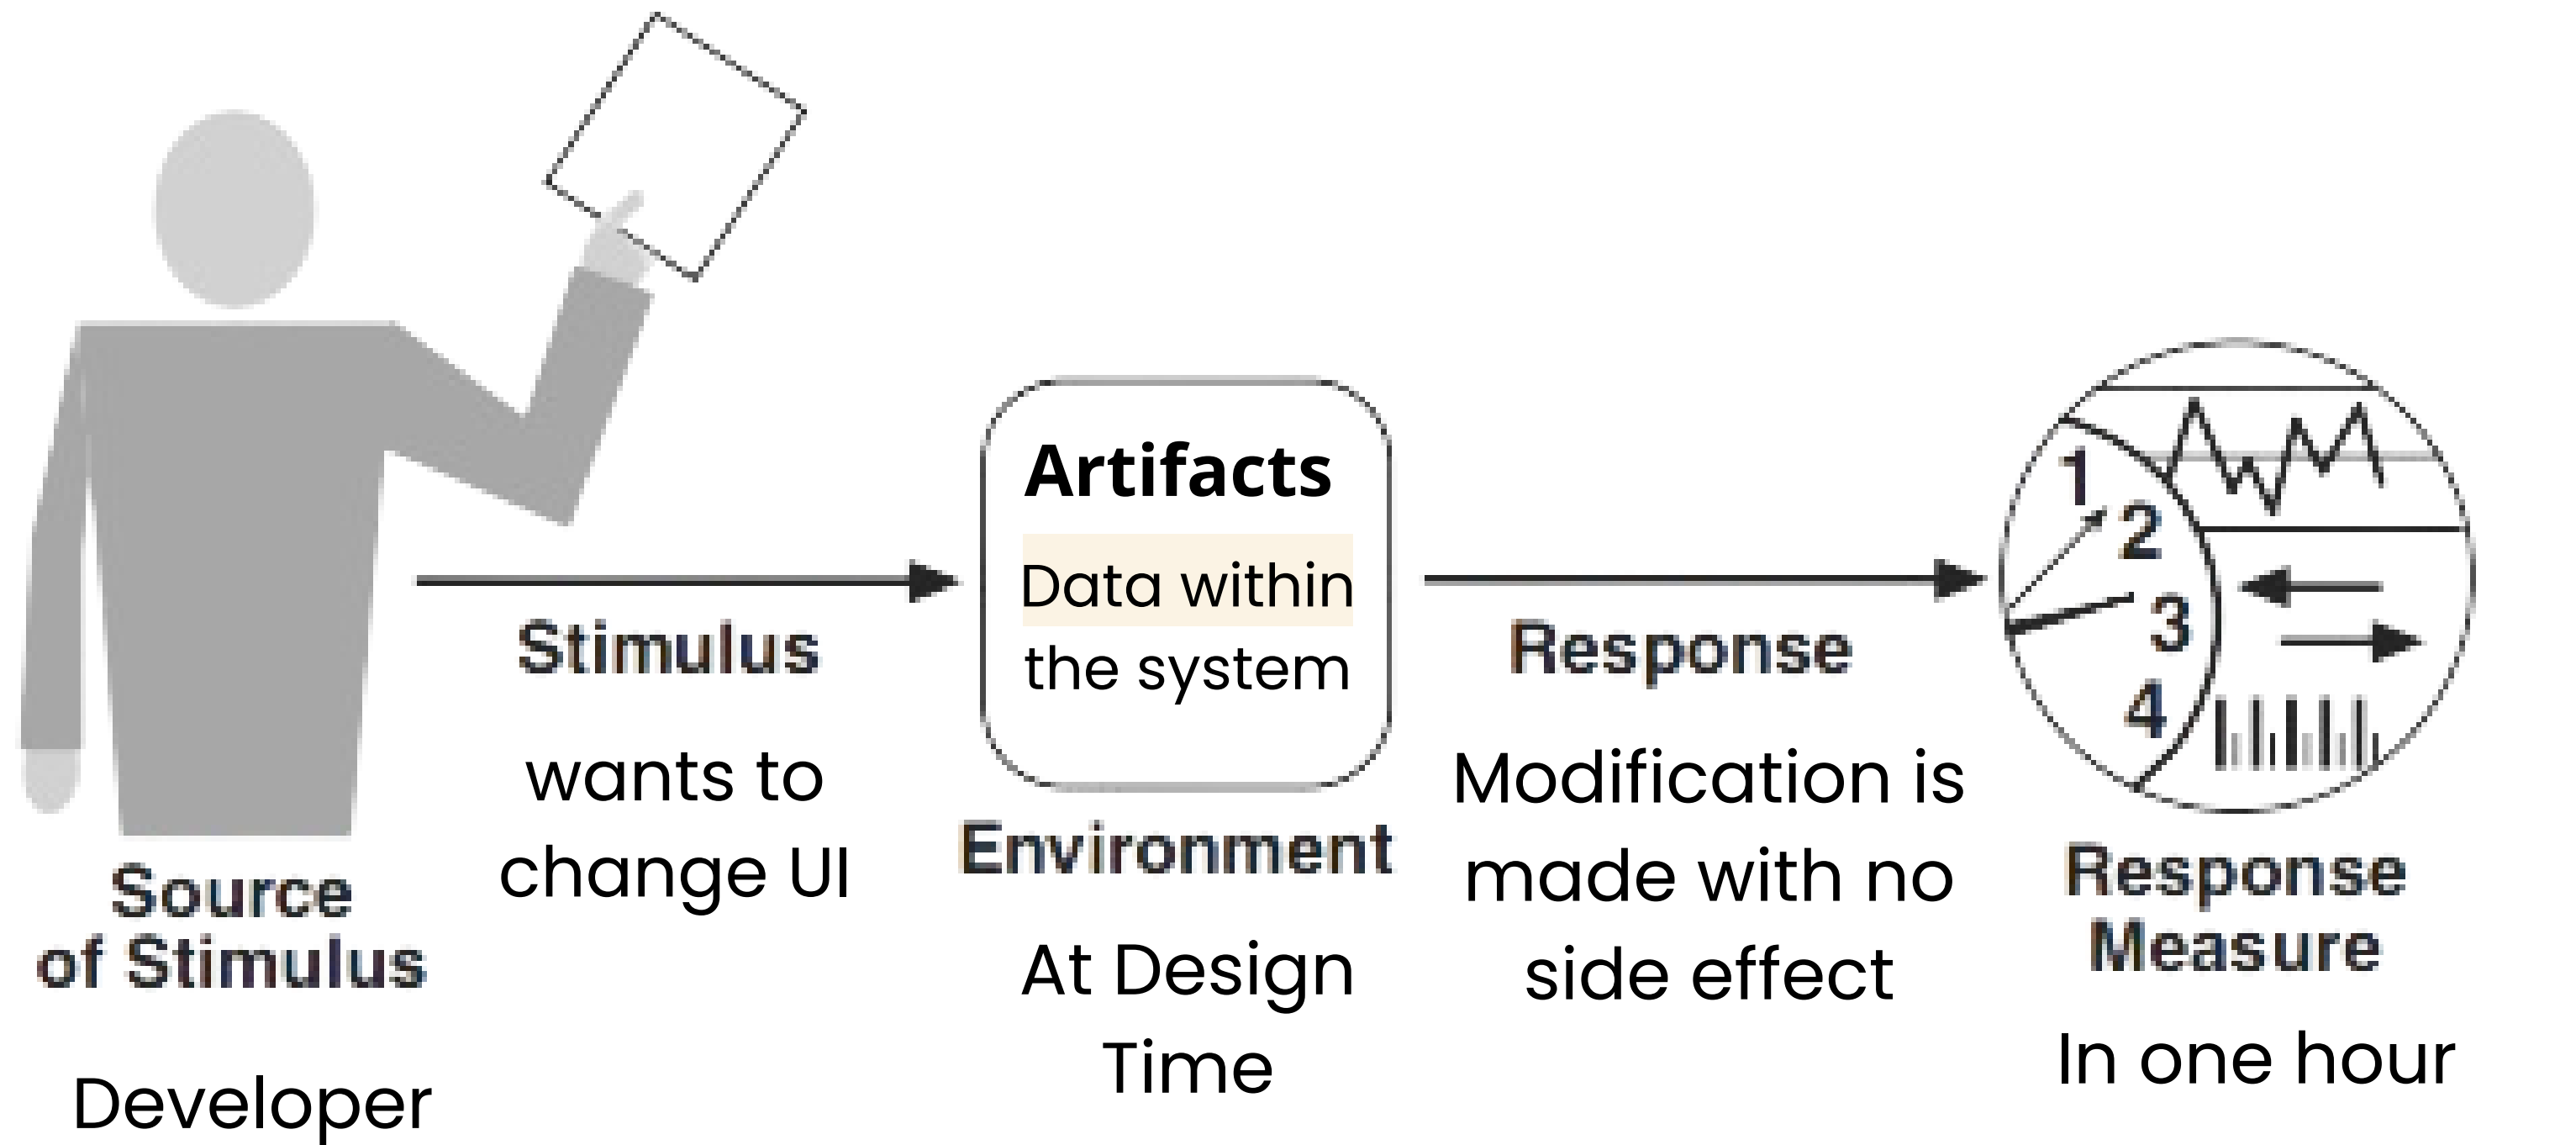 Source
of Stimulus
Developer
Stimulus
wants to
change UI
Artifacts
Data within
the system
Environment
At Design
Time
Response
Modification is
made with no
side effect
1
2
3
4
Response
Measure
In one hour